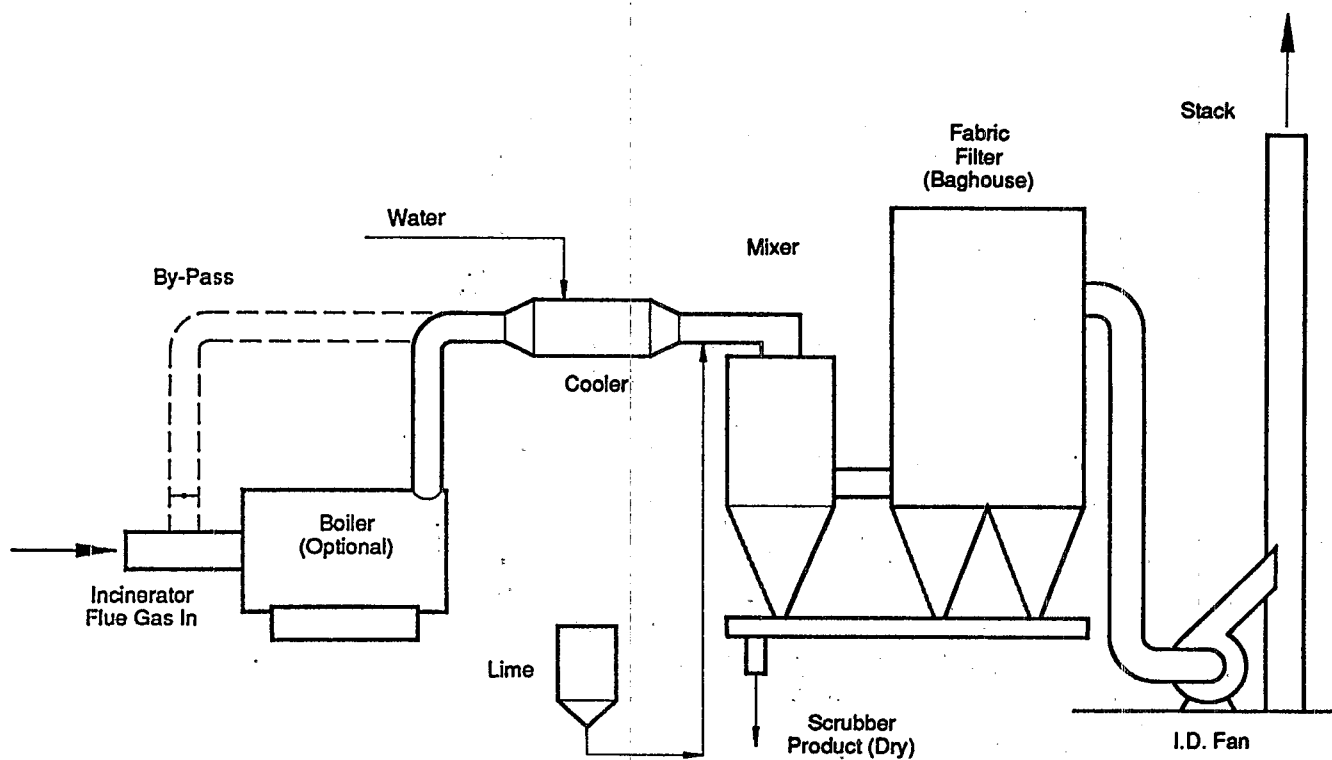 Stack
Fabric
Filter
(Baghouse)
Water
Mixer
By-Pass
Cooler
Boiler
(Optional)
Incinerator
Flue Gas In
Lime
Scrubber
Product (Dry)
I.D. Fan